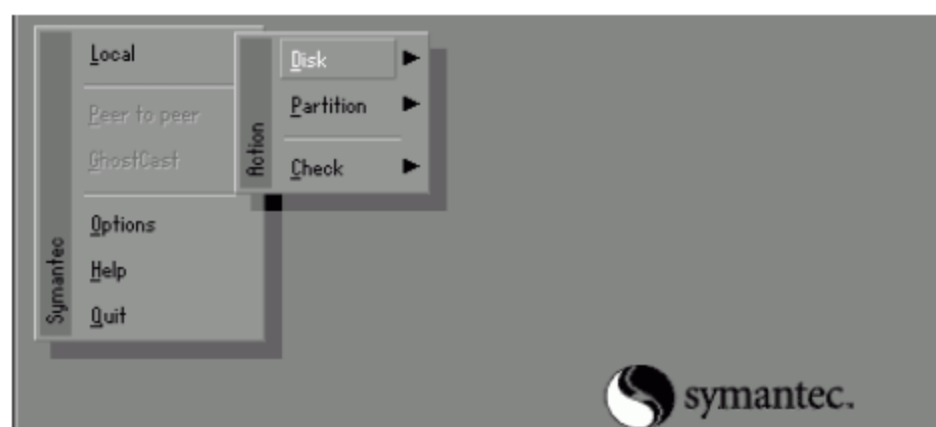 Symantec
Local
Peer to peer
GhostCast
Options
Help
Quit
Action
Disk
Partition
Check
symantec.